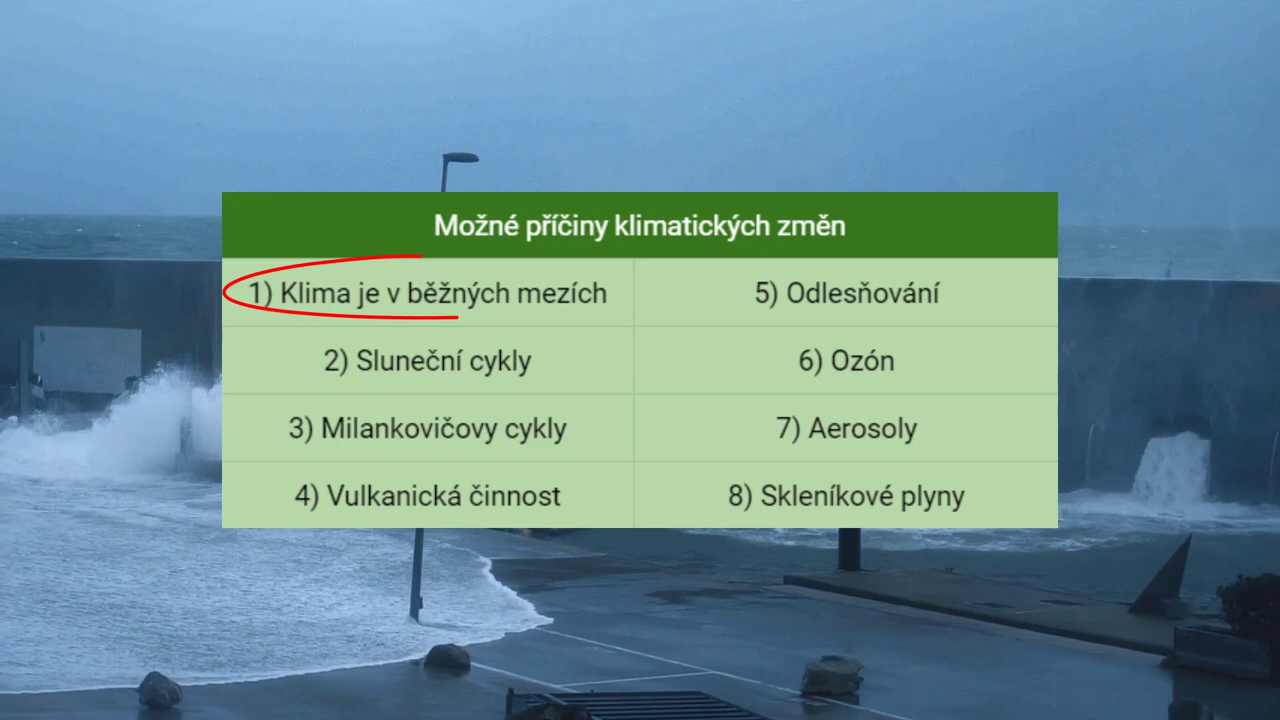 Možné příčiny klimatických změn
1) Klima je v běžných mezích
5) Odlesňování
2) Sluneční cykly
6) Ozón
3) Milankovičovy cykly
7) Aerosoly
4) Vulkanická činnost
8) Skleníkové plyny